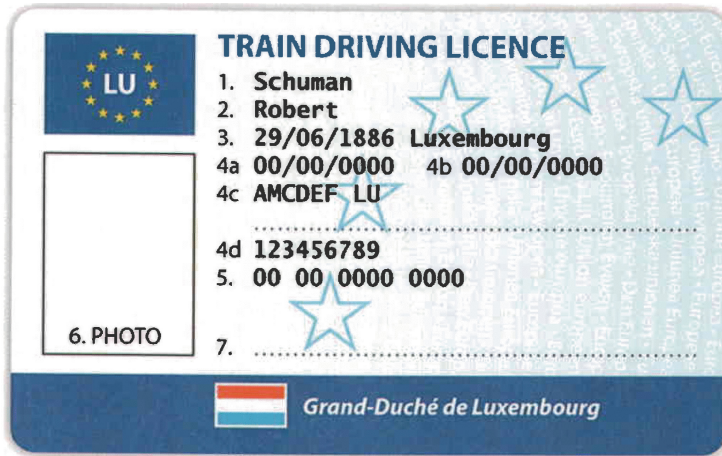 LU
TRAIN DRIVING LICENCE
1. Schuman
2. Robert
3. 29/06/1886 Luxembourg
4a 00/00/0000 4b 00/00/0000
4c AMCDEF LU
4d 123456789
5. 00 00 0000 0000
6. PHOTO
7.
Grand-Duché de Luxembourg